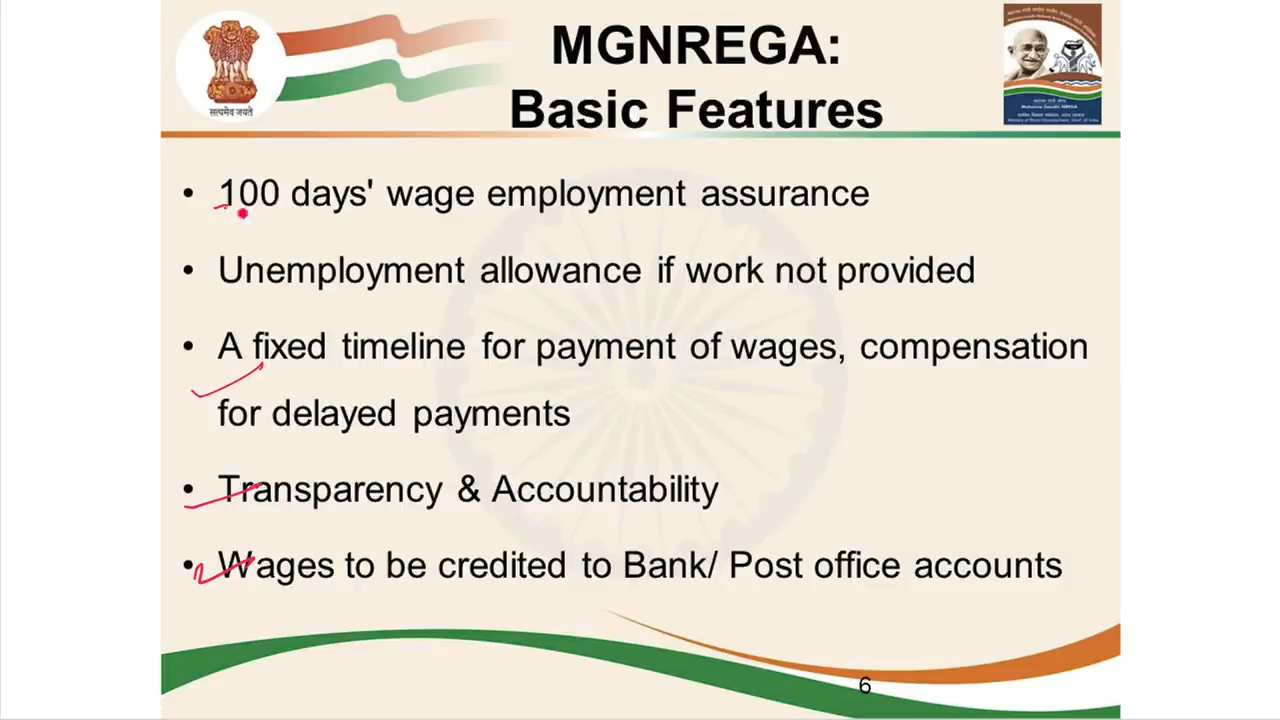 सत्यमेव जयते
MGNREGA:
Basic Features
• 100 days' wage employment assurance
• Unemployment allowance if work not provided
• A fixed timeline for payment of wages, compensation
for delayed payments
• Transparency & Accountability
• Wages to be credited to Bank/ Post office accounts
6